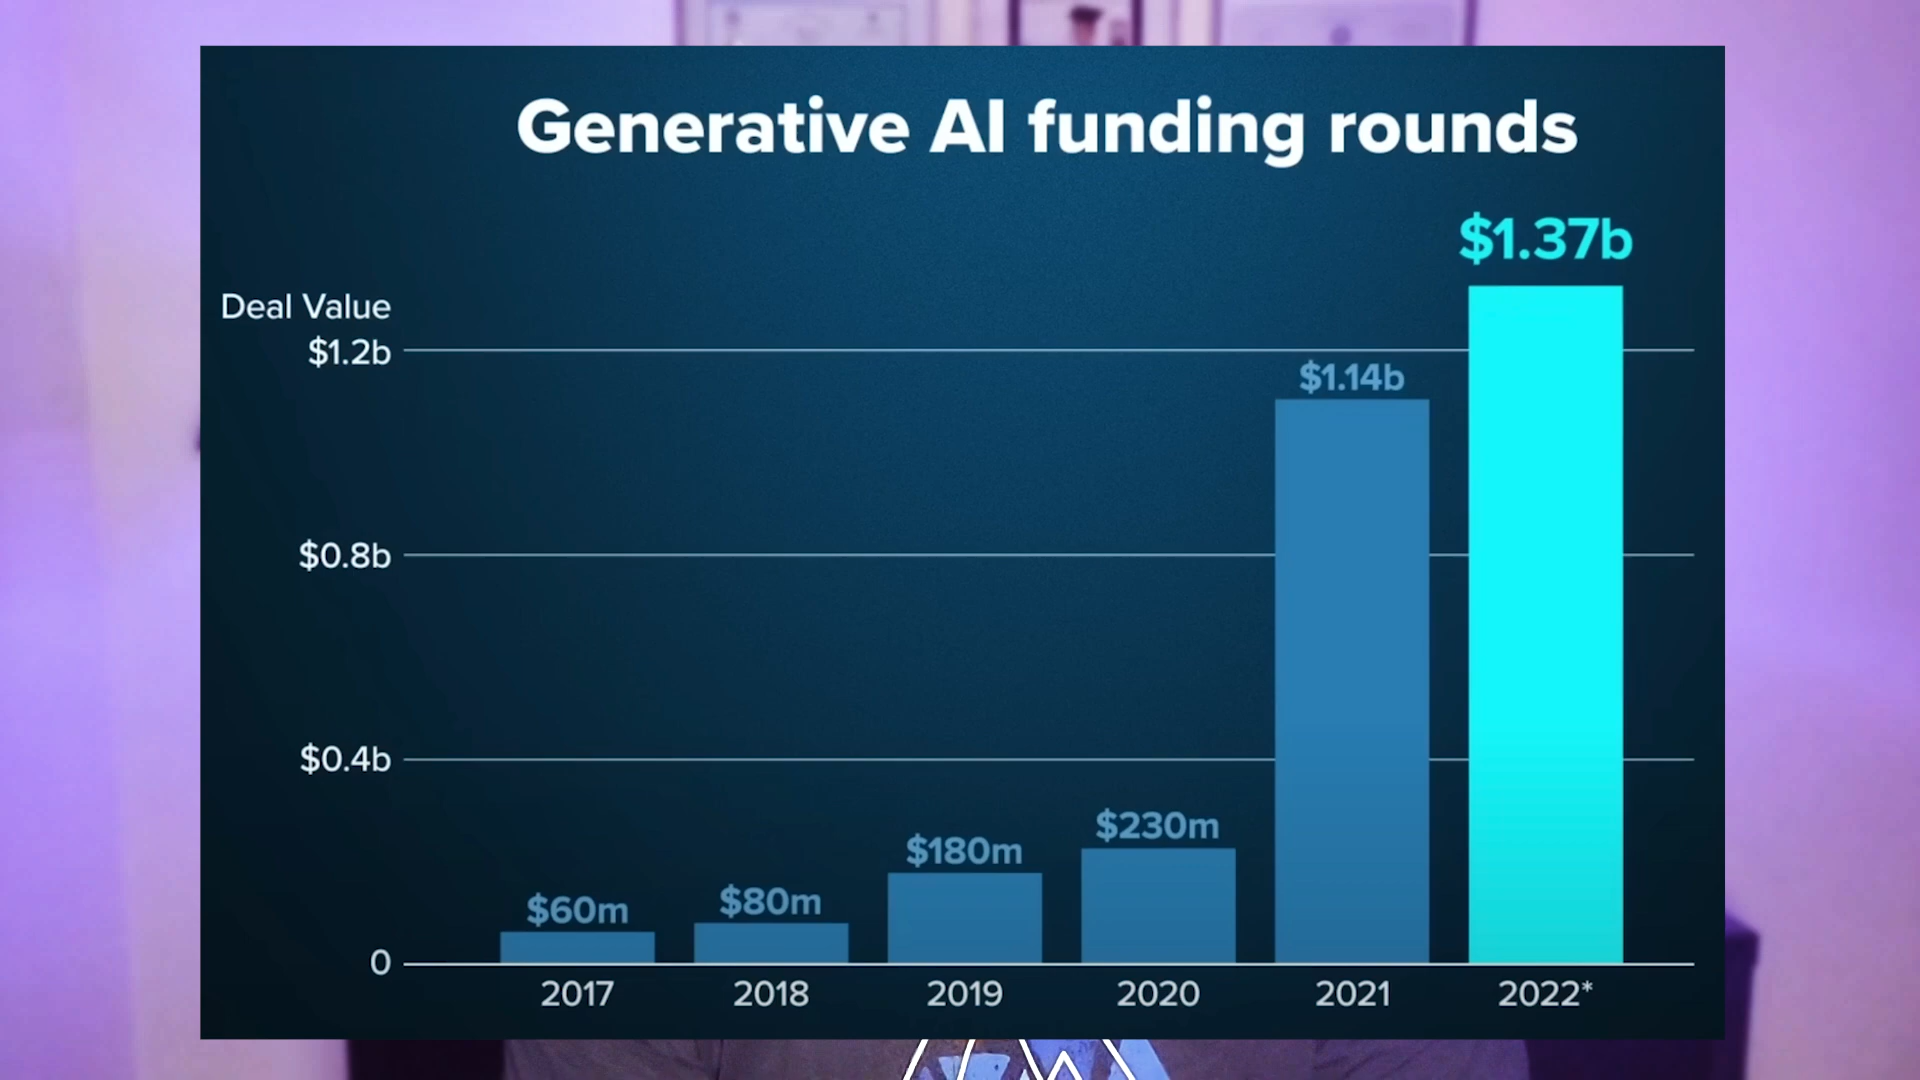 Generative AI funding rounds
$1.37b
Deal Value
$1.2b
$1.14b
$0.8b
$0.4b
$230m
$180m
$80m
$60m
0
2017
2018
2019
2020
2021
2022*